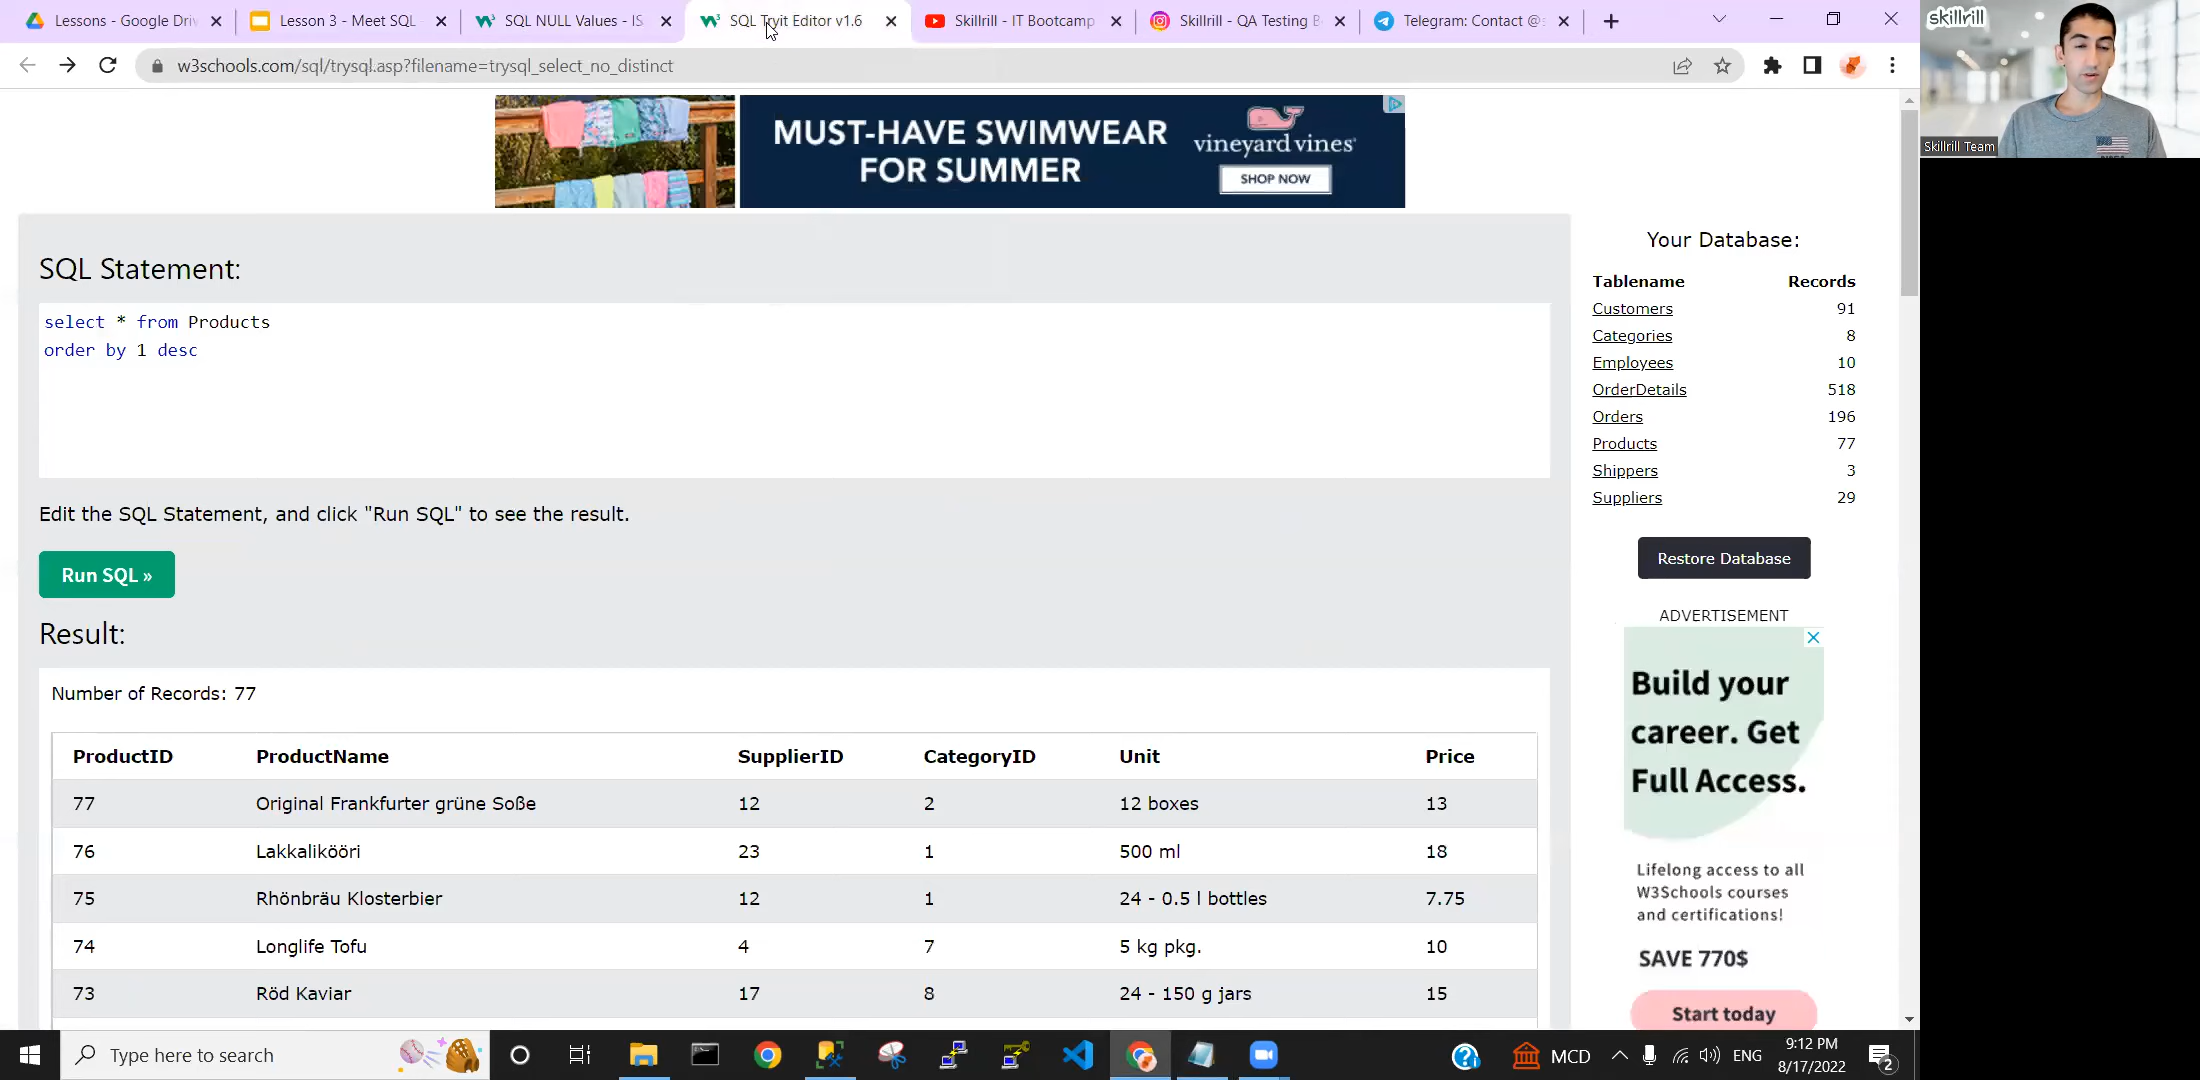 Lessons - Google Driv
Lesson 3 - Meet SQL -
SQL NULL Values - IS
SQL Tryit Editor v1.6
Skillrill - IT Bootcamp
Skillrill - QA Testing B
Telegram: Contact @s
w3schools.com/sql/trysql.asp?filename=trysql_select_no_distinct
skillrill
Skillrill Team
MUST-HAVE SWIMWEAR
FOR SUMMER
vineyard vines®
SHOP NOW
SQL Statement:
select * from Products
order by 1 desc
Edit the SQL Statement, and click "Run SQL" to see the result.
Run SQL »
Result:
Number of Records: 77
ProductID ProductName SupplierID CategoryID Unit Price
77 Original Frankfurter grüne Soße 12 2 12 boxes 13
76 Lakkalikööri 23 1 500 ml 18
75 Rhönbräu Klosterbier 12 1 24 - 0.5 l bottles 7.75
74 Longlife Tofu 4 7 5 kg pkg. 10
73 Röd Kaviar 17 8 24 - 150 g jars 15
Your Database:
Tablename Records
Customers 91
Categories 8
Employees 10
OrderDetails 518
Orders 196
Products 77
Shippers 3
Suppliers 29
Restore Database
ADVERTISEMENT
Build your
career. Get
Full Access.
Lifelong access to all
W3Schools courses
and certifications!
SAVE 770$
Start today
Type here to search
MCD
ENG
9:12 PM
8/17/2022
2